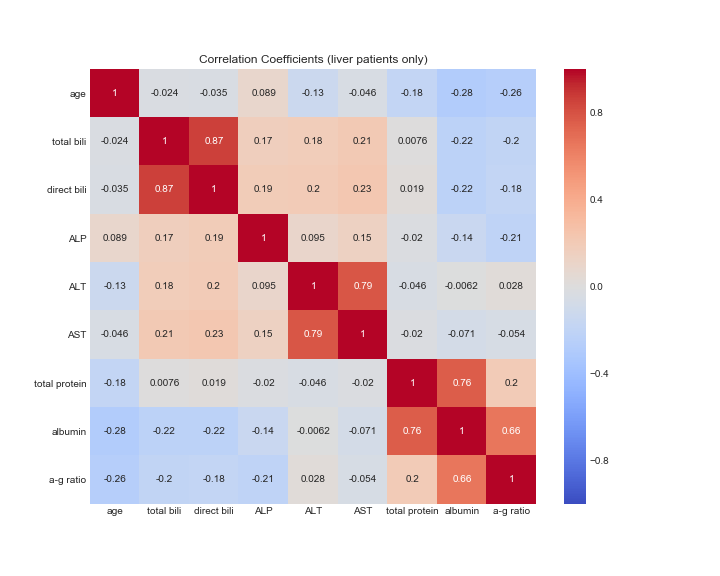 Correlation Coefficients (liver patients only)
age 1 -0.024 -0.035 0.089 -0.13 -0.046 -0.18 -0.28 -0.26
total bili -0.024 1 0.87 0.17 0.18 0.21 0.0076 -0.22 -0.2
direct bili -0.035 0.87 1 0.19 0.2 0.23 0.019 -0.22 -0.18
ALP 0.089 0.17 0.19 1 0.095 0.15 -0.02 -0.14 -0.21
ALT -0.13 0.18 0.2 0.095 1 0.79 -0.046 -0.0062 0.028
AST -0.046 0.21 0.23 0.15 0.79 1 -0.02 -0.071 -0.054
total protein -0.18 0.0076 0.019 -0.02 -0.046 -0.02 1 0.76 0.2
albumin -0.28 -0.22 -0.22 -0.14 -0.0062 -0.071 0.76 1 0.66
a-g ratio -0.26 -0.2 -0.18 -0.21 0.028 -0.054 0.2 0.66 1
age total bili direct bili ALP ALT AST total protein albumin a-g ratio
0.8
0.4
0.0
−0.4
−0.8